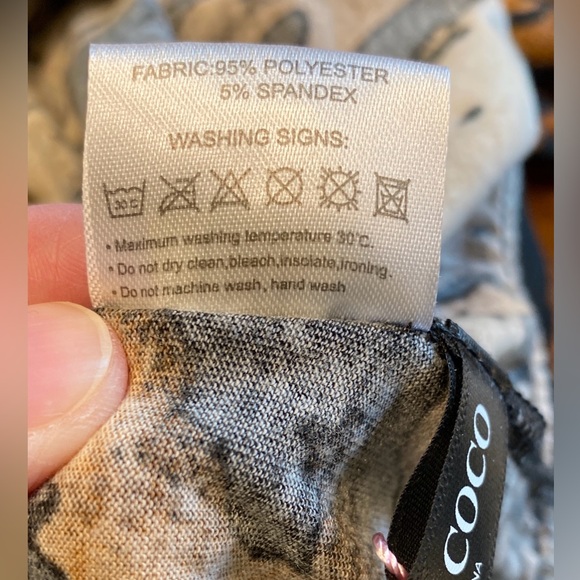 FABRIC:95% POLYESTER
5% SPANDEX
WASHING SIGNS:
30 C
• Maximum washing temperature 30°C.
• Do not dry clean,bleach,insolate,ironing.
• Do not machine wash, hand wash
COCO